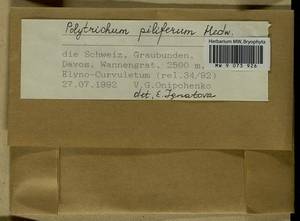 Polytrichum piliferum Hedw.
Herbarium MW, Bryophyta
MW 9 073 926
die Schweiz, Graubunden.
Davos. Wannengrat. 2500 m,
Elyno-Curvuletum (rel.34/92)
27.07.1992 V.G.Onipchenko
det. E. Ignatova